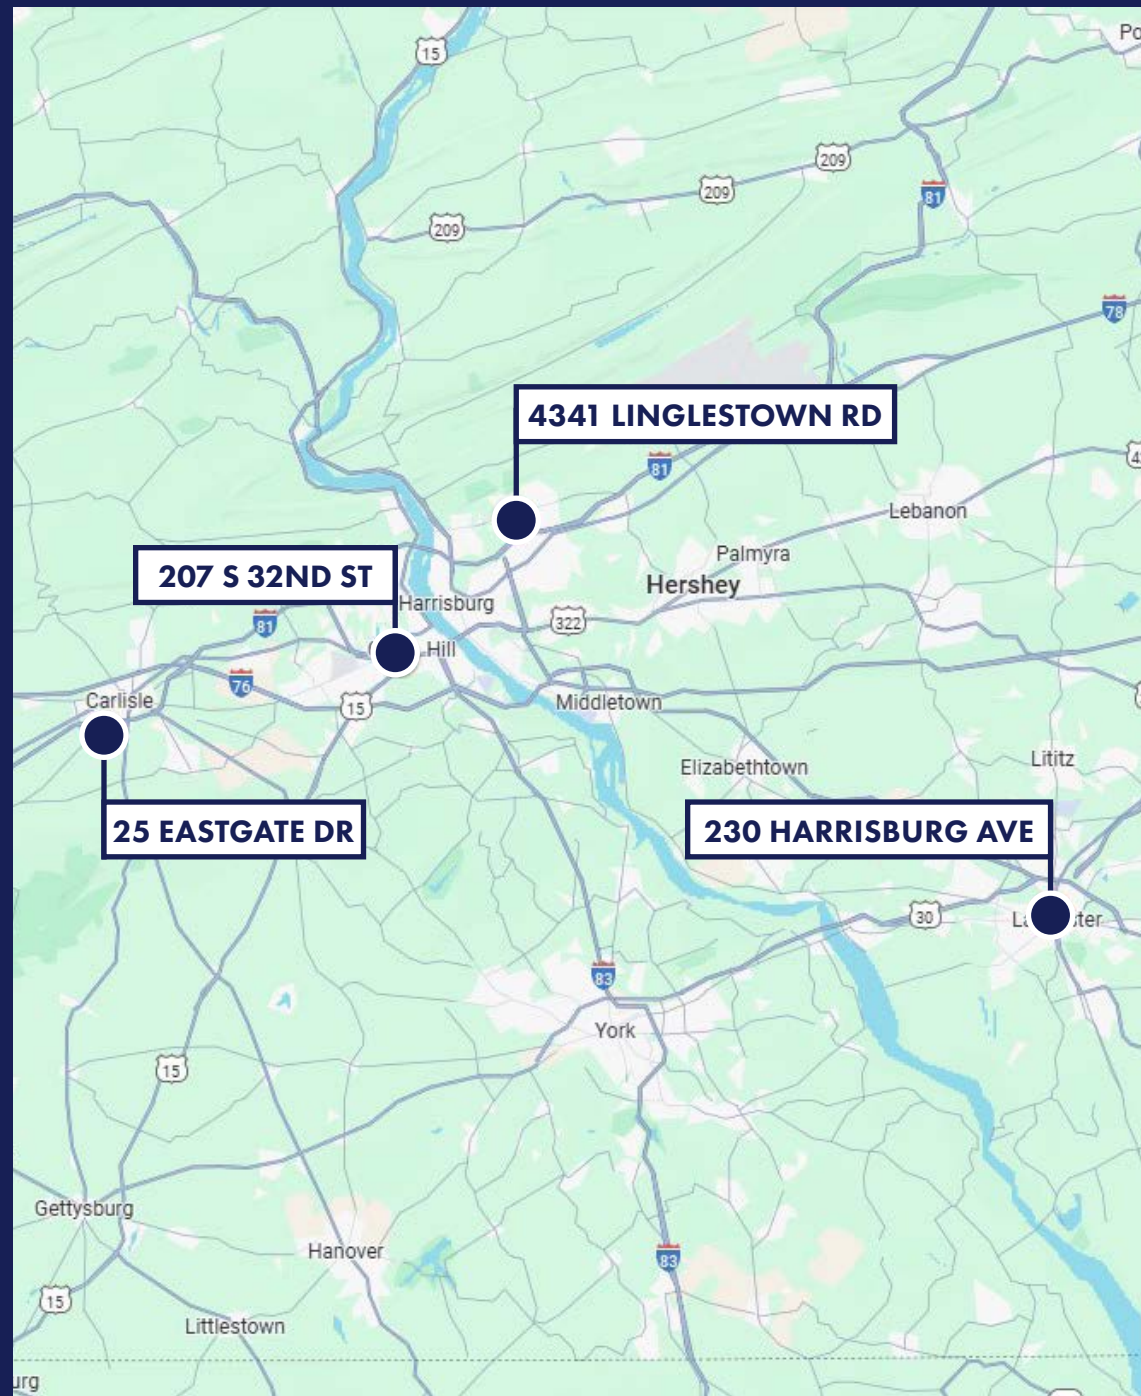 15
209
209
81
209
78
4341 LINGLESTOWN RD
81
Lebanon
Palmyra
207 S 32ND ST
Hershey
Harrisburg
81
322
Hill
76
Carlisle
15
Middletown
Elizabethtown
Lititz
25 EASTGATE DR
230 HARRISBURG AVE
30
83
York
15
Gettysburg
Hanover
83
15
Littlestown